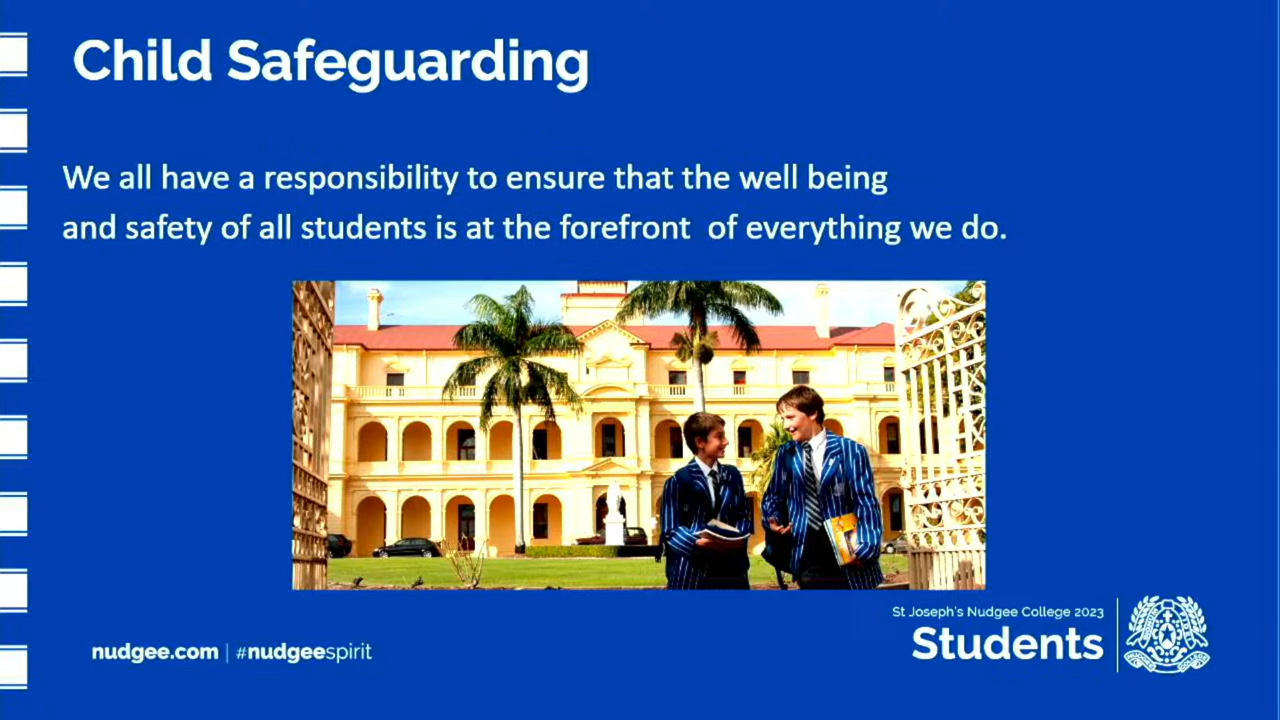 Child Safeguarding
We all have a responsibility to ensure that the well being
and safety of all students is at the forefront  of everything we do.
St Joseph's Nudgee College 2023
Students
nudgee.com | #nudgeespirit